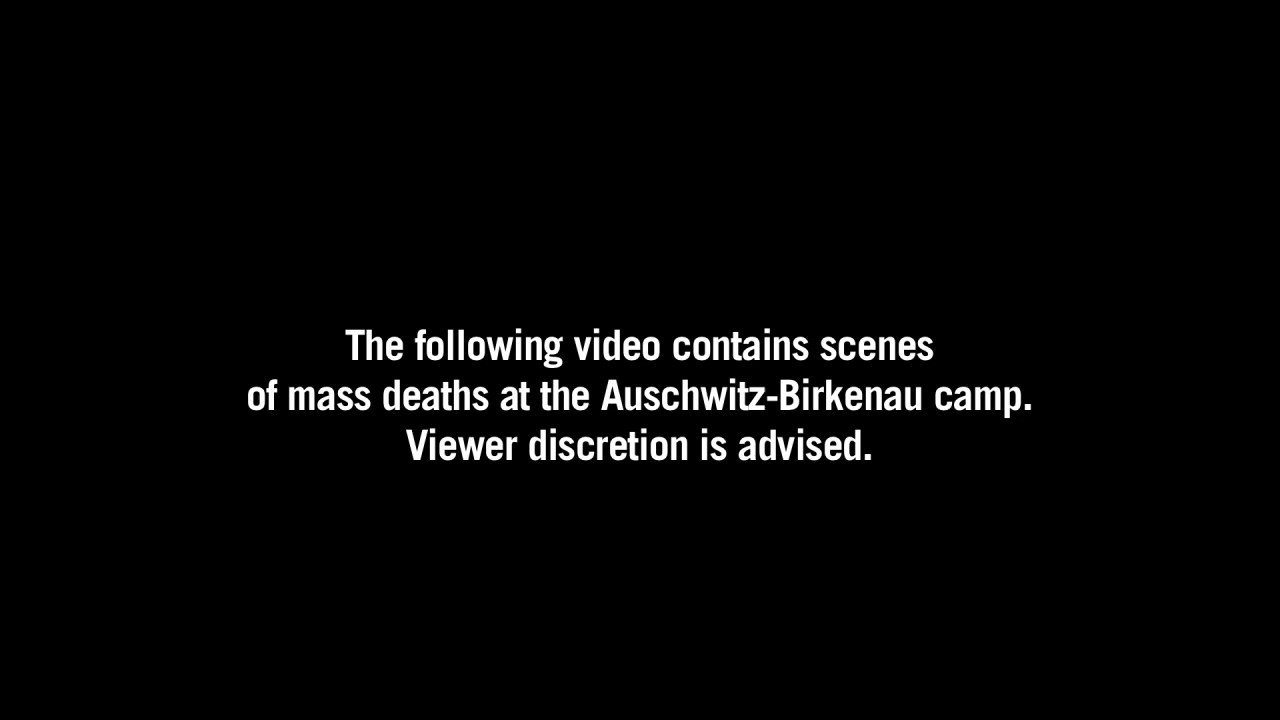 The following video contains scenes
of mass deaths at the Auschwitz-Birkenau camp.
Viewer discretion is advised.